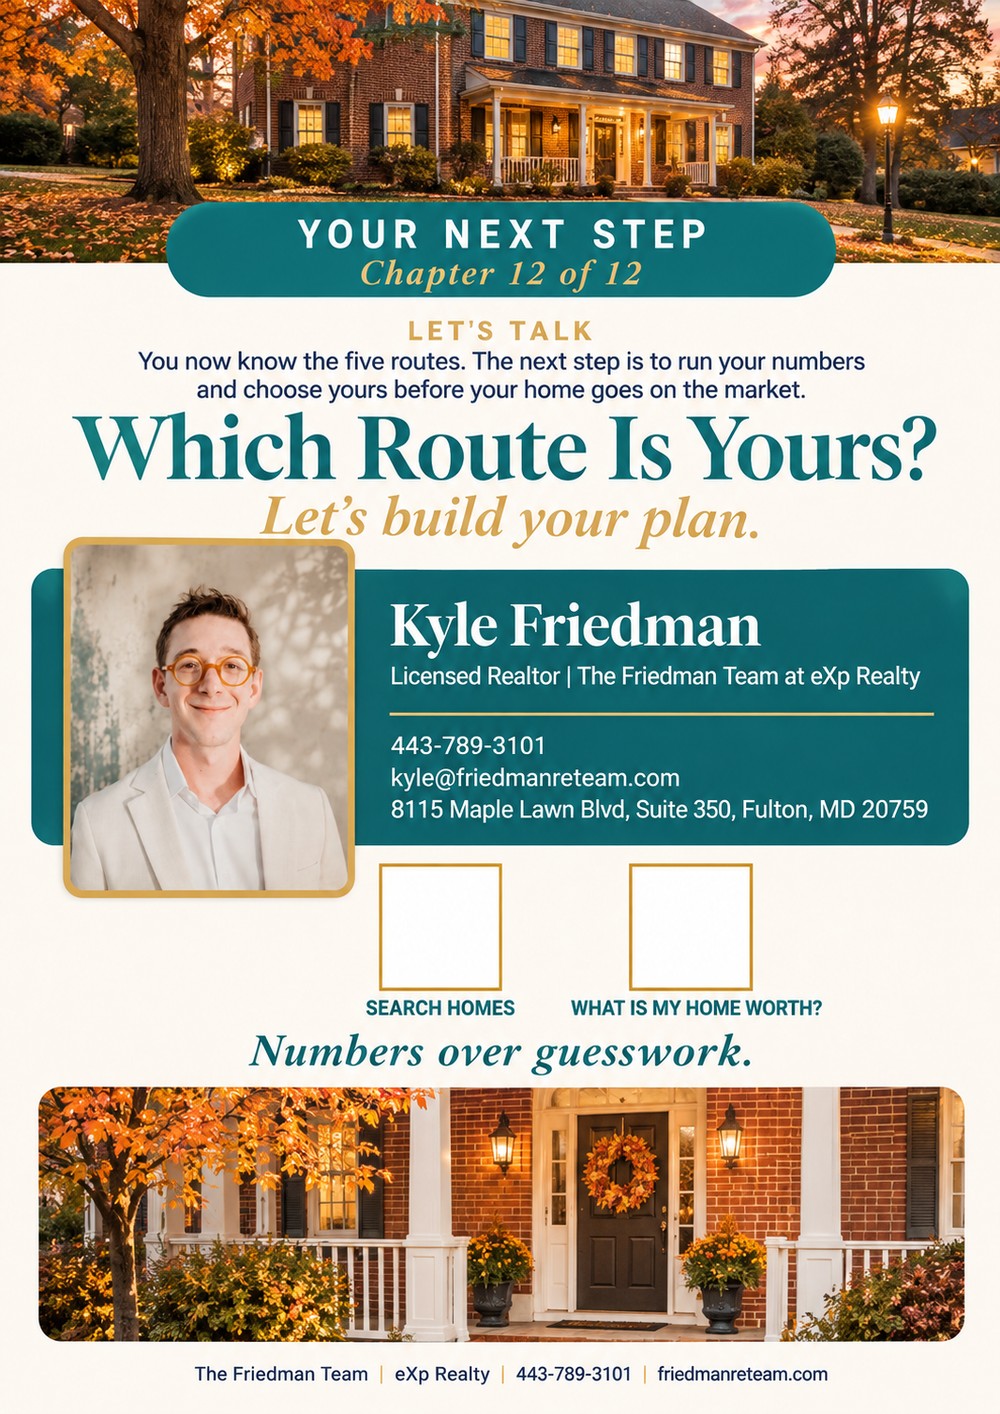 YOUR NEXT STEP
Chapter 12 of 12
LET'S TALK
You now know the five routes. The next step is to run your numbers
and choose yours before your home goes on the market.
Which Route Is Yours?
Let's build your plan.
Kyle Friedman
Licensed Realtor | The Friedman Team at eXp Realty
443-789-3101
kyle@friedmanreteam.com
8115 Maple Lawn Blvd, Suite 350, Fulton, MD 20759
SEARCH HOMES
WHAT IS MY HOME WORTH?
Numbers over guesswork.
The Friedman Team | eXp Realty | 443-789-3101 | friedmanreteam.com